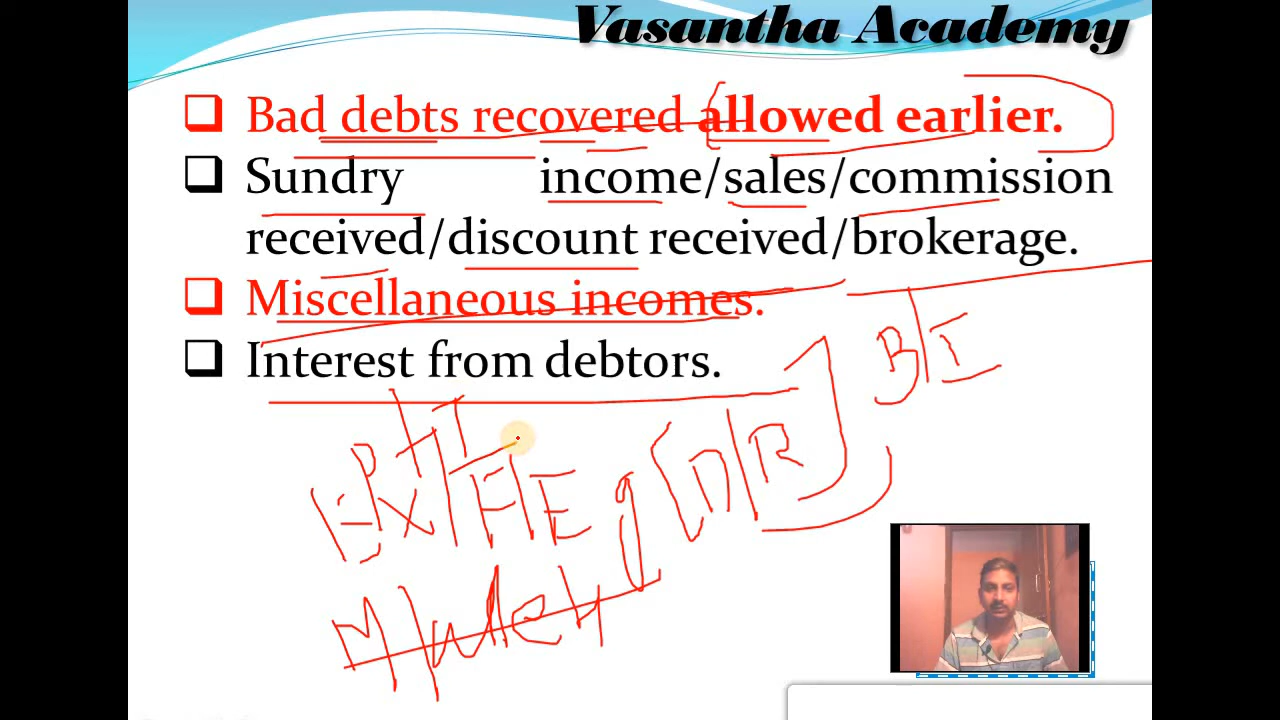 Vasantha Academy
❑ Bad debts recovered allowed earlier.
❑ Sundry income/sales/commission
received/discount received/brokerage.
❑ Miscellaneous incomes.
❑ Interest from debtors.
B/I
D/R